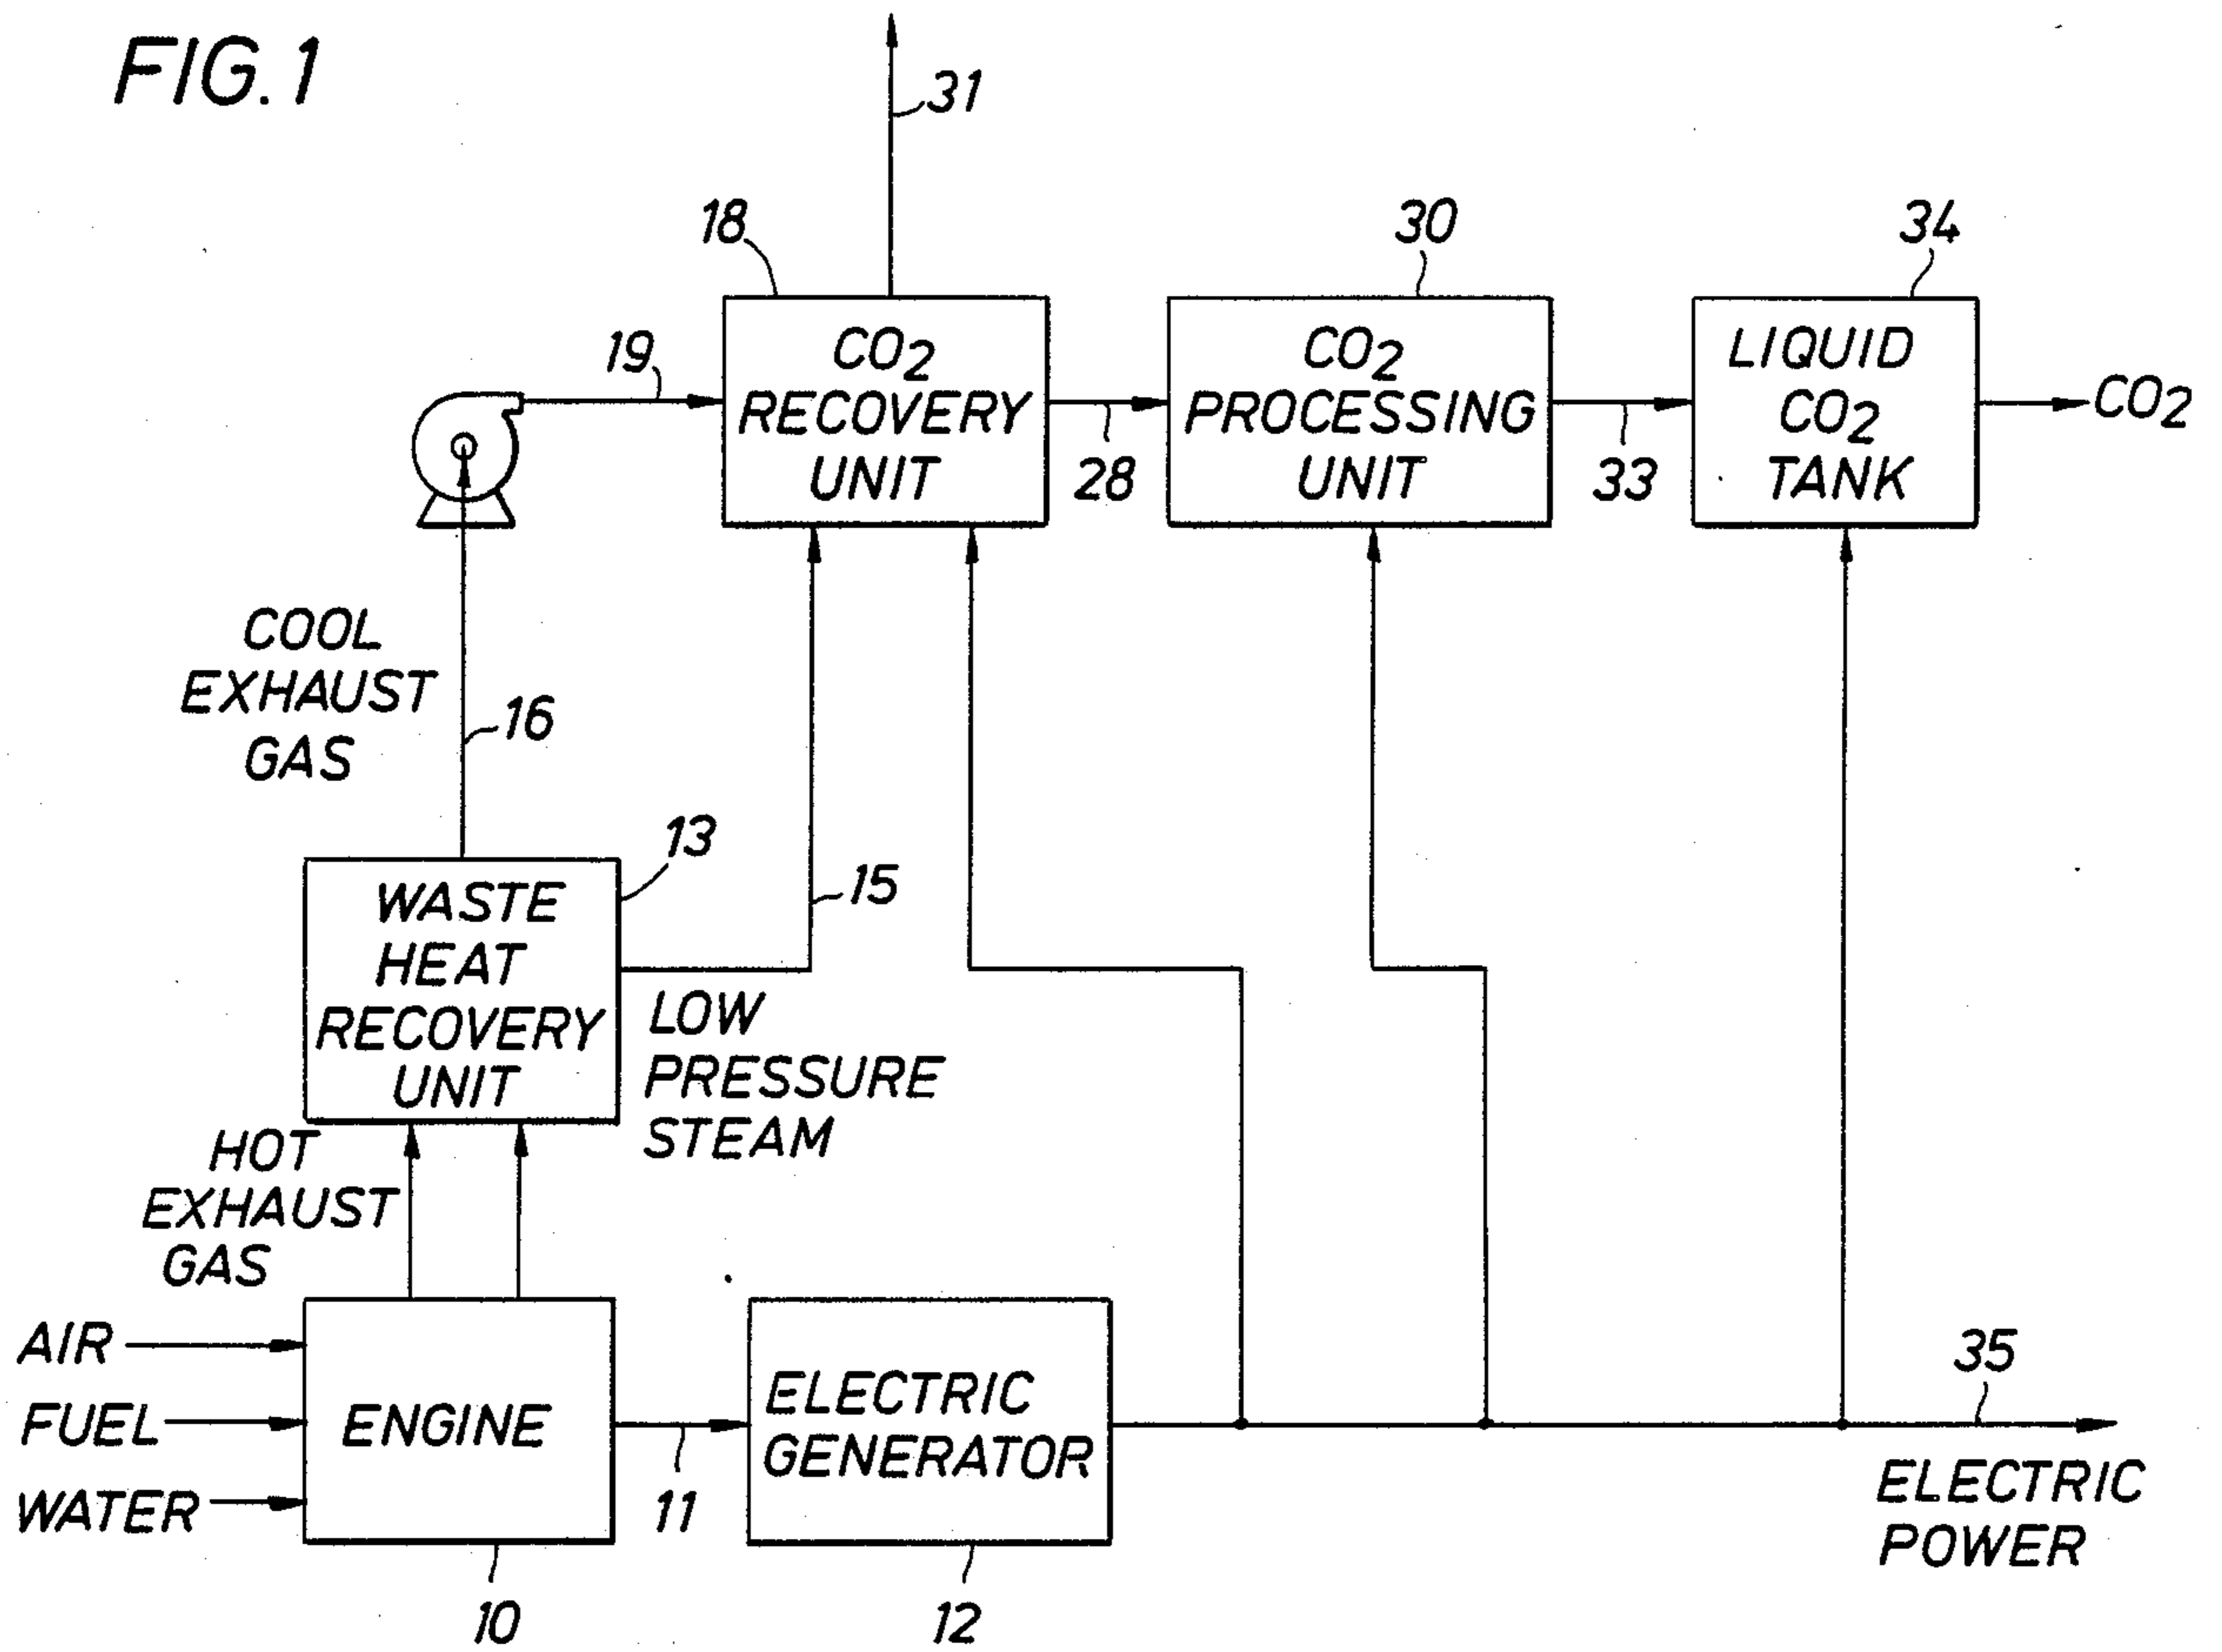 FIG. 1
31
18
30
34
19
CO2
RECOVERY
UNIT
28
CO2
PROCESSING
UNIT
33
LIQUID
CO2
TANK
CO2
COOL
EXHAUST
GAS
16
13
15
WASTE
HEAT
RECOVERY
UNIT
LOW
PRESSURE
STEAM
HOT
EXHAUST
GAS
AIR
FUEL
WATER
ENGINE
11
ELECTRIC
GENERATOR
35
ELECTRIC
POWER
10
12